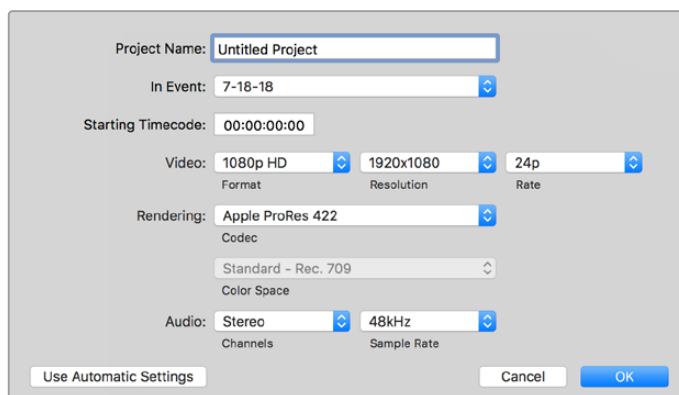 Project Name: Untitled Project
In Event: 7-18-18
Starting Timecode: 00:00:00:00
Video: 1080p HD 1920x1080 24p
Format Resolution Rate
Rendering: Apple ProRes 422
Codec
Standard - Rec. 709
Color Space
Audio: Stereo 48kHz
Channels Sample Rate
Use Automatic Settings Cancel OK